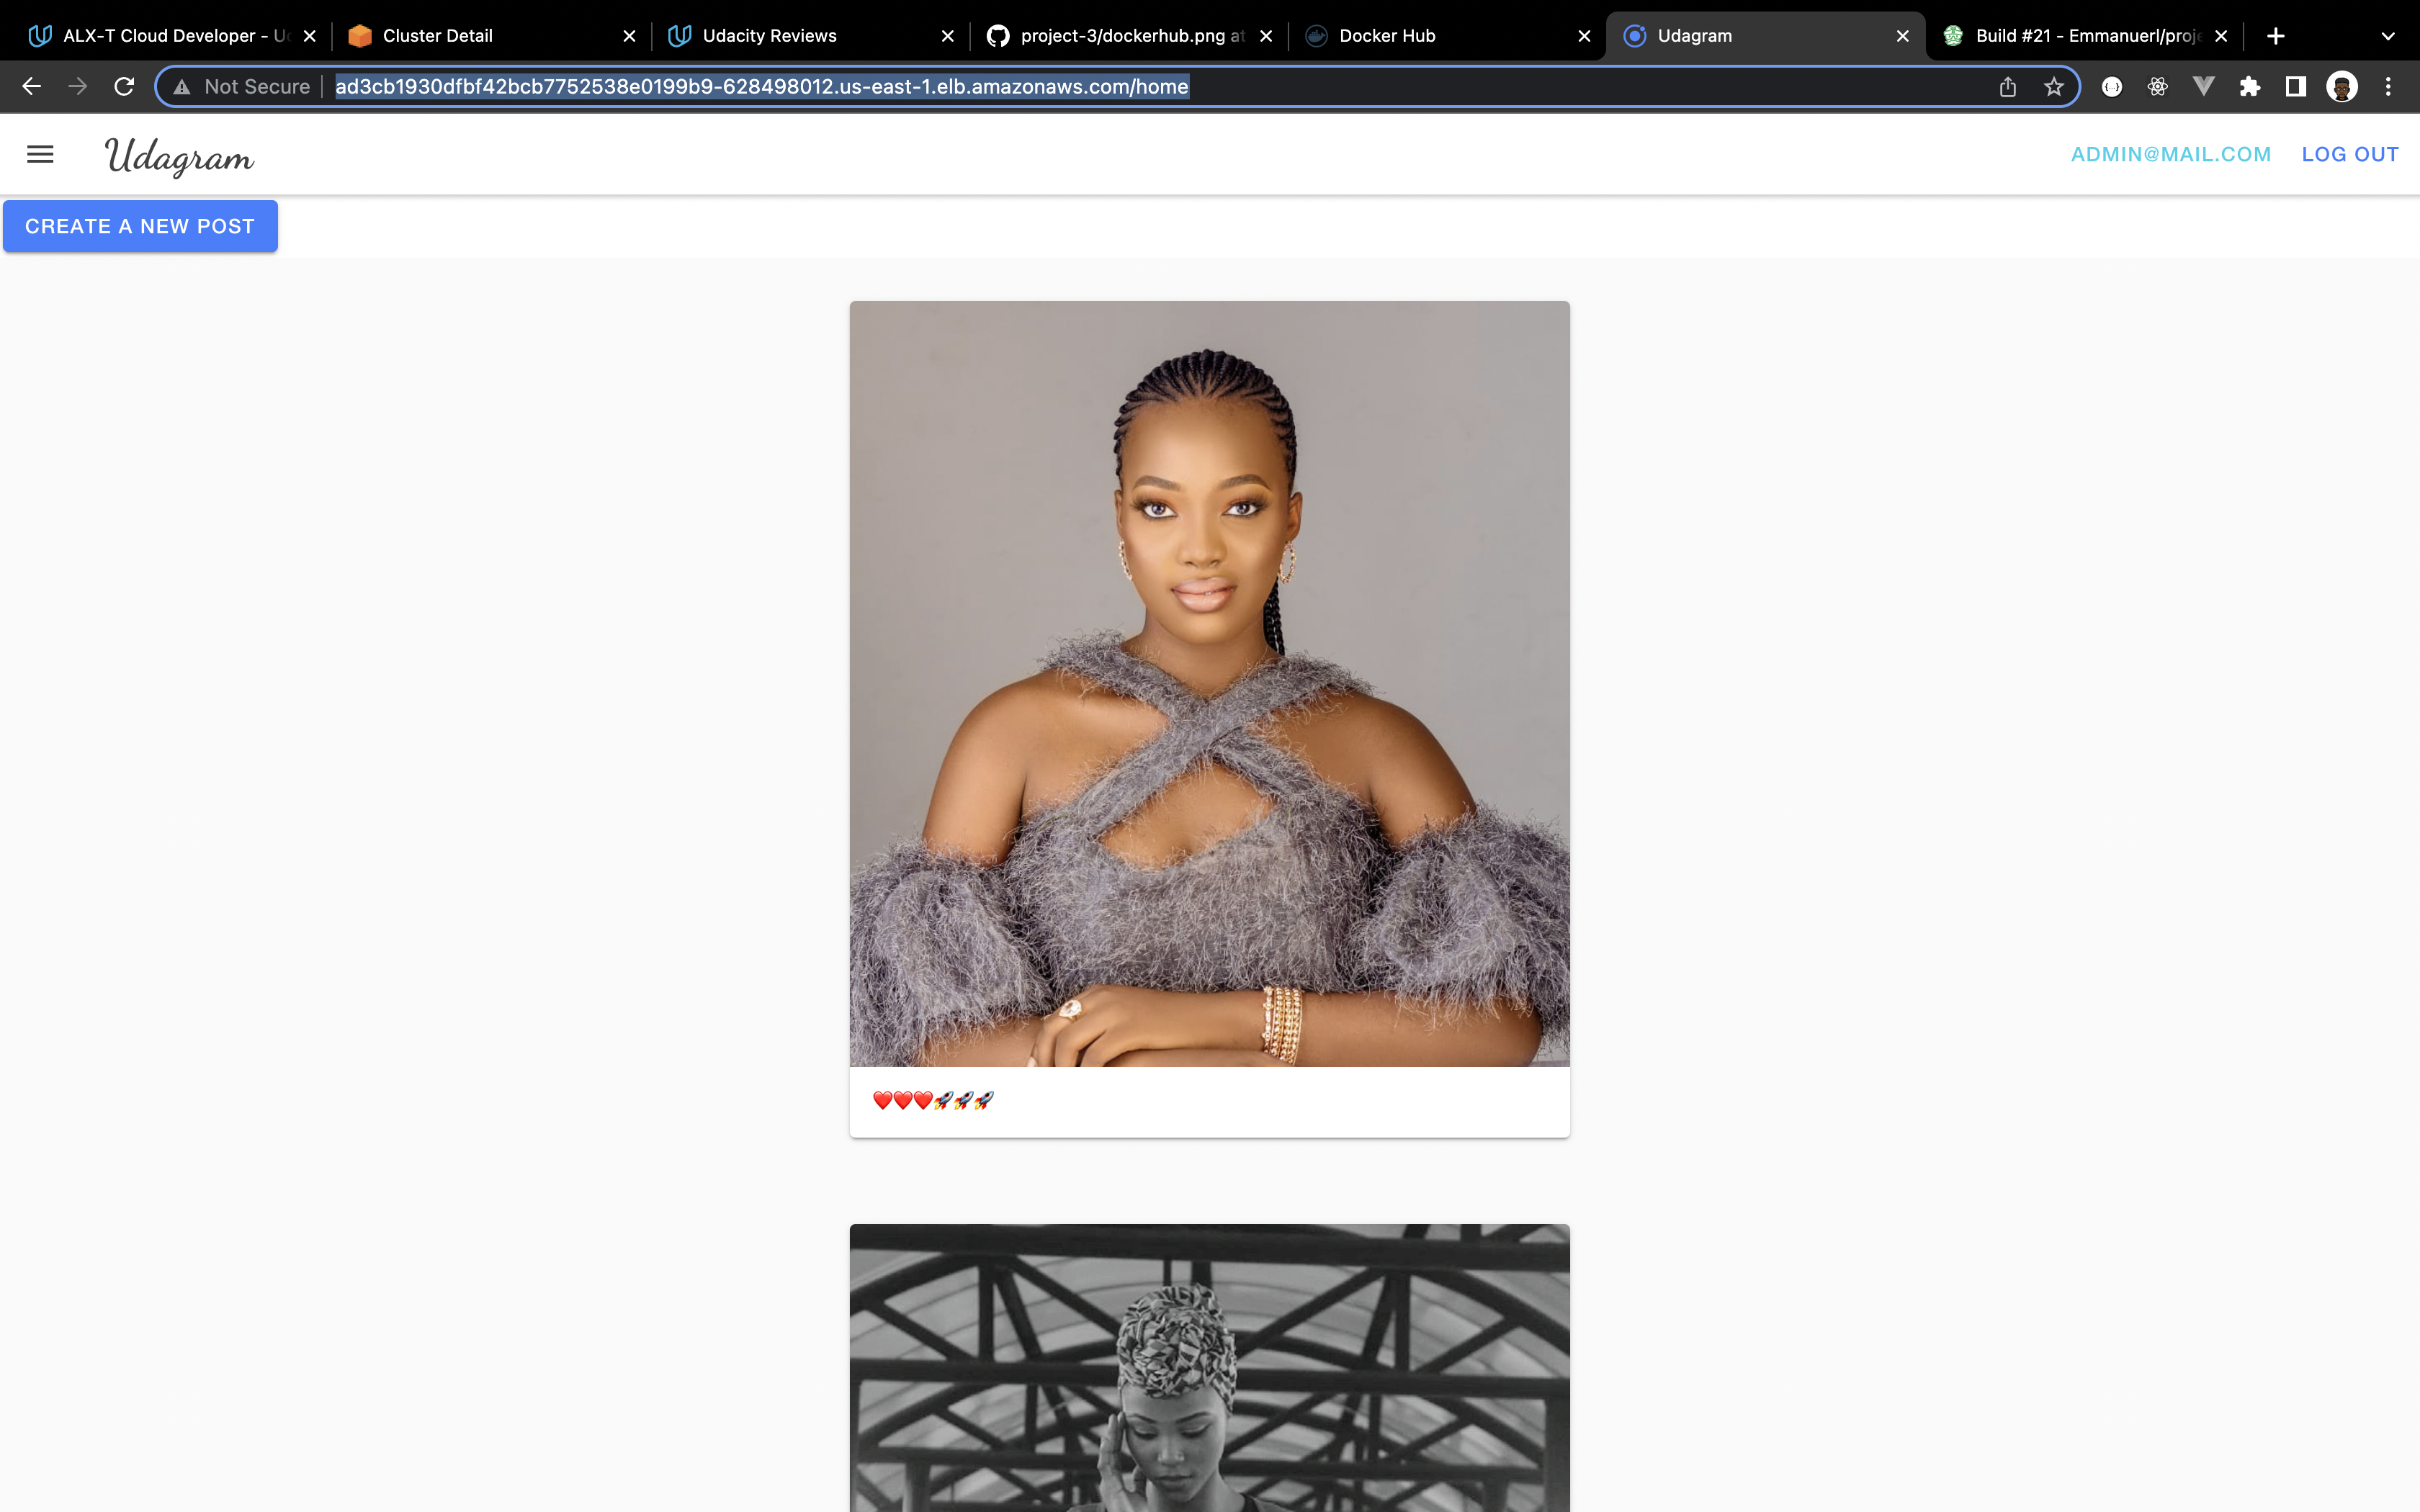 ALX-T Cloud Developer - Ud
Cluster Detail
Udacity Reviews
project-3/dockerhub.png at
Docker Hub
Udagram
Build #21 - Emmanuerl/proje
Not Secure
ad3cb1930dfbf42bcb7752538e0199b9-628498012.us-east-1.elb.amazonaws.com/home
Udagram
ADMIN@MAIL.COM
LOG OUT
CREATE A NEW POST
❤️❤️❤️🚀🚀🚀